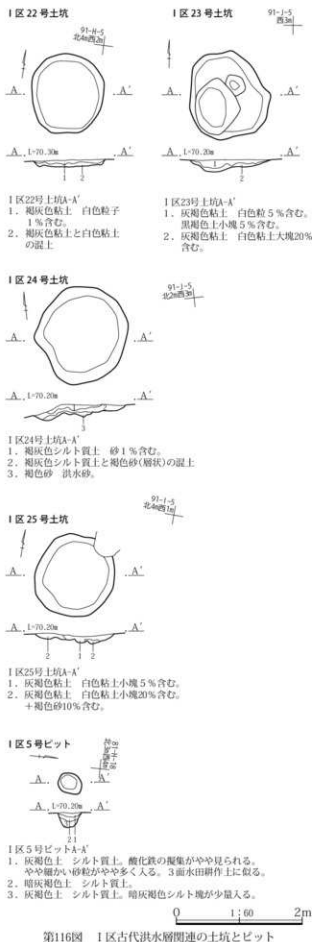 I区22号土坑
91-H-5
北4m西2m
A
A′
A L=70.30m A′
1 2
I区22号土坑A-A′
1. 褐灰色粘土 白色粒子
1%含む。
2. 褐灰色粘土と白色粘土
の混土
I区23号土坑
91-J-5
西3m
A
A′
A L=70.20m A′
1
2
I区23号土坑A-A′
1. 灰褐色粘土 白色粒5%含む。
黒褐色土小塊5%含む。
2. 灰褐色粘土 白色粘土大塊20%
含む。
I区24号土坑
91-J-5
北2m西3m
A
A′
A L=70.20m A′
3
I区24号土坑A-A′
1. 褐灰色シルト質土 砂1%含む。
2. 褐灰色シルト質土と褐色砂(層状)の混土
3. 褐色砂 洪水砂。
I区25号土坑
91-I-5
北4m西1m
A
A′
A L=70.20m A′
2 1 2
I区25号土坑A-A′
1. 灰褐色粘土 白色粘土小塊5%含む。
2. 灰褐色粘土 白色粘土小塊20%含む。
+褐色砂10%含む。
I区5号ピット
81-H-18
A
A′
A L=70.20m A′
2 1
I区5号ピットA-A′
1. 灰褐色土 シルト質土。酸化鉄の凝集がやや見られる。
やや細かい砂粒がやや多く入る。3面水田耕作土に似る。
2. 暗灰褐色土 シルト質土。
3. 灰褐色土 シルト質土。暗灰褐色シルト塊が少量入る。
0 1:60 2m
第116図 I区古代洪水層関連の土坑とピット